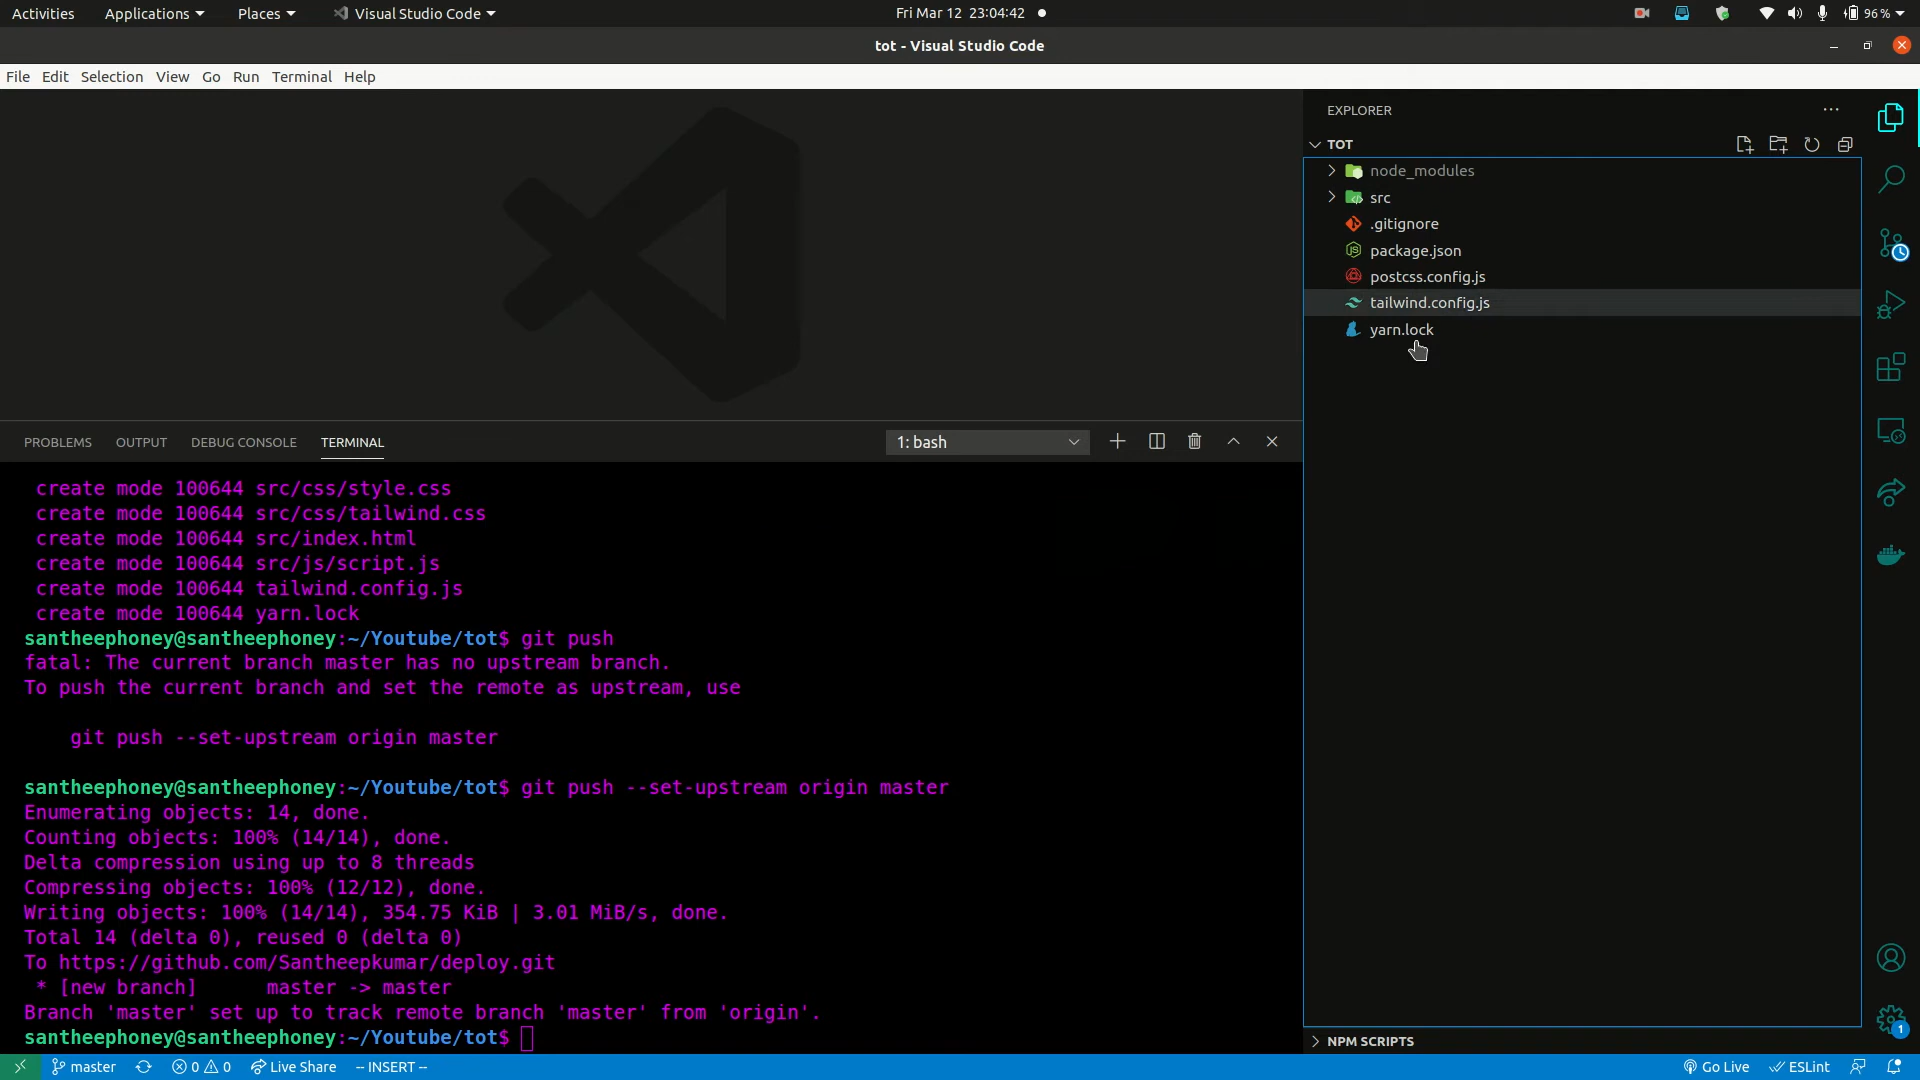 Activities Applications Places Visual Studio Code Fri Mar 12 23:04:42 96 %
tot - Visual Studio Code
File Edit Selection View Go Run Terminal Help
EXPLORER
TOT
node_modules
src
.gitignore
package.json
postcss.config.js
tailwind.config.js
yarn.lock
PROBLEMS OUTPUT DEBUG CONSOLE TERMINAL 1: bash
create mode 100644 src/css/style.css
create mode 100644 src/css/tailwind.css
create mode 100644 src/index.html
create mode 100644 src/js/script.js
create mode 100644 tailwind.config.js
create mode 100644 yarn.lock
santheephoney@santheephoney:~/Youtube/tot$ git push
fatal: The current branch master has no upstream branch.
To push the current branch and set the remote as upstream, use
git push --set-upstream origin master
santheephoney@santheephoney:~/Youtube/tot$ git push --set-upstream origin master
Enumerating objects: 14, done.
Counting objects: 100% (14/14), done.
Delta compression using up to 8 threads
Compressing objects: 100% (12/12), done.
Writing objects: 100% (14/14), 354.75 KiB | 3.01 MiB/s, done.
Total 14 (delta 0), reused 0 (delta 0)
To https://github.com/Santheepkumar/deploy.git
* [new branch]      master -> master
Branch 'master' set up to track remote branch 'master' from 'origin'.
santheephoney@santheephoney:~/Youtube/tot$
NPM SCRIPTS
1
master 0 0 Live Share -- INSERT -- Go Live ESLint